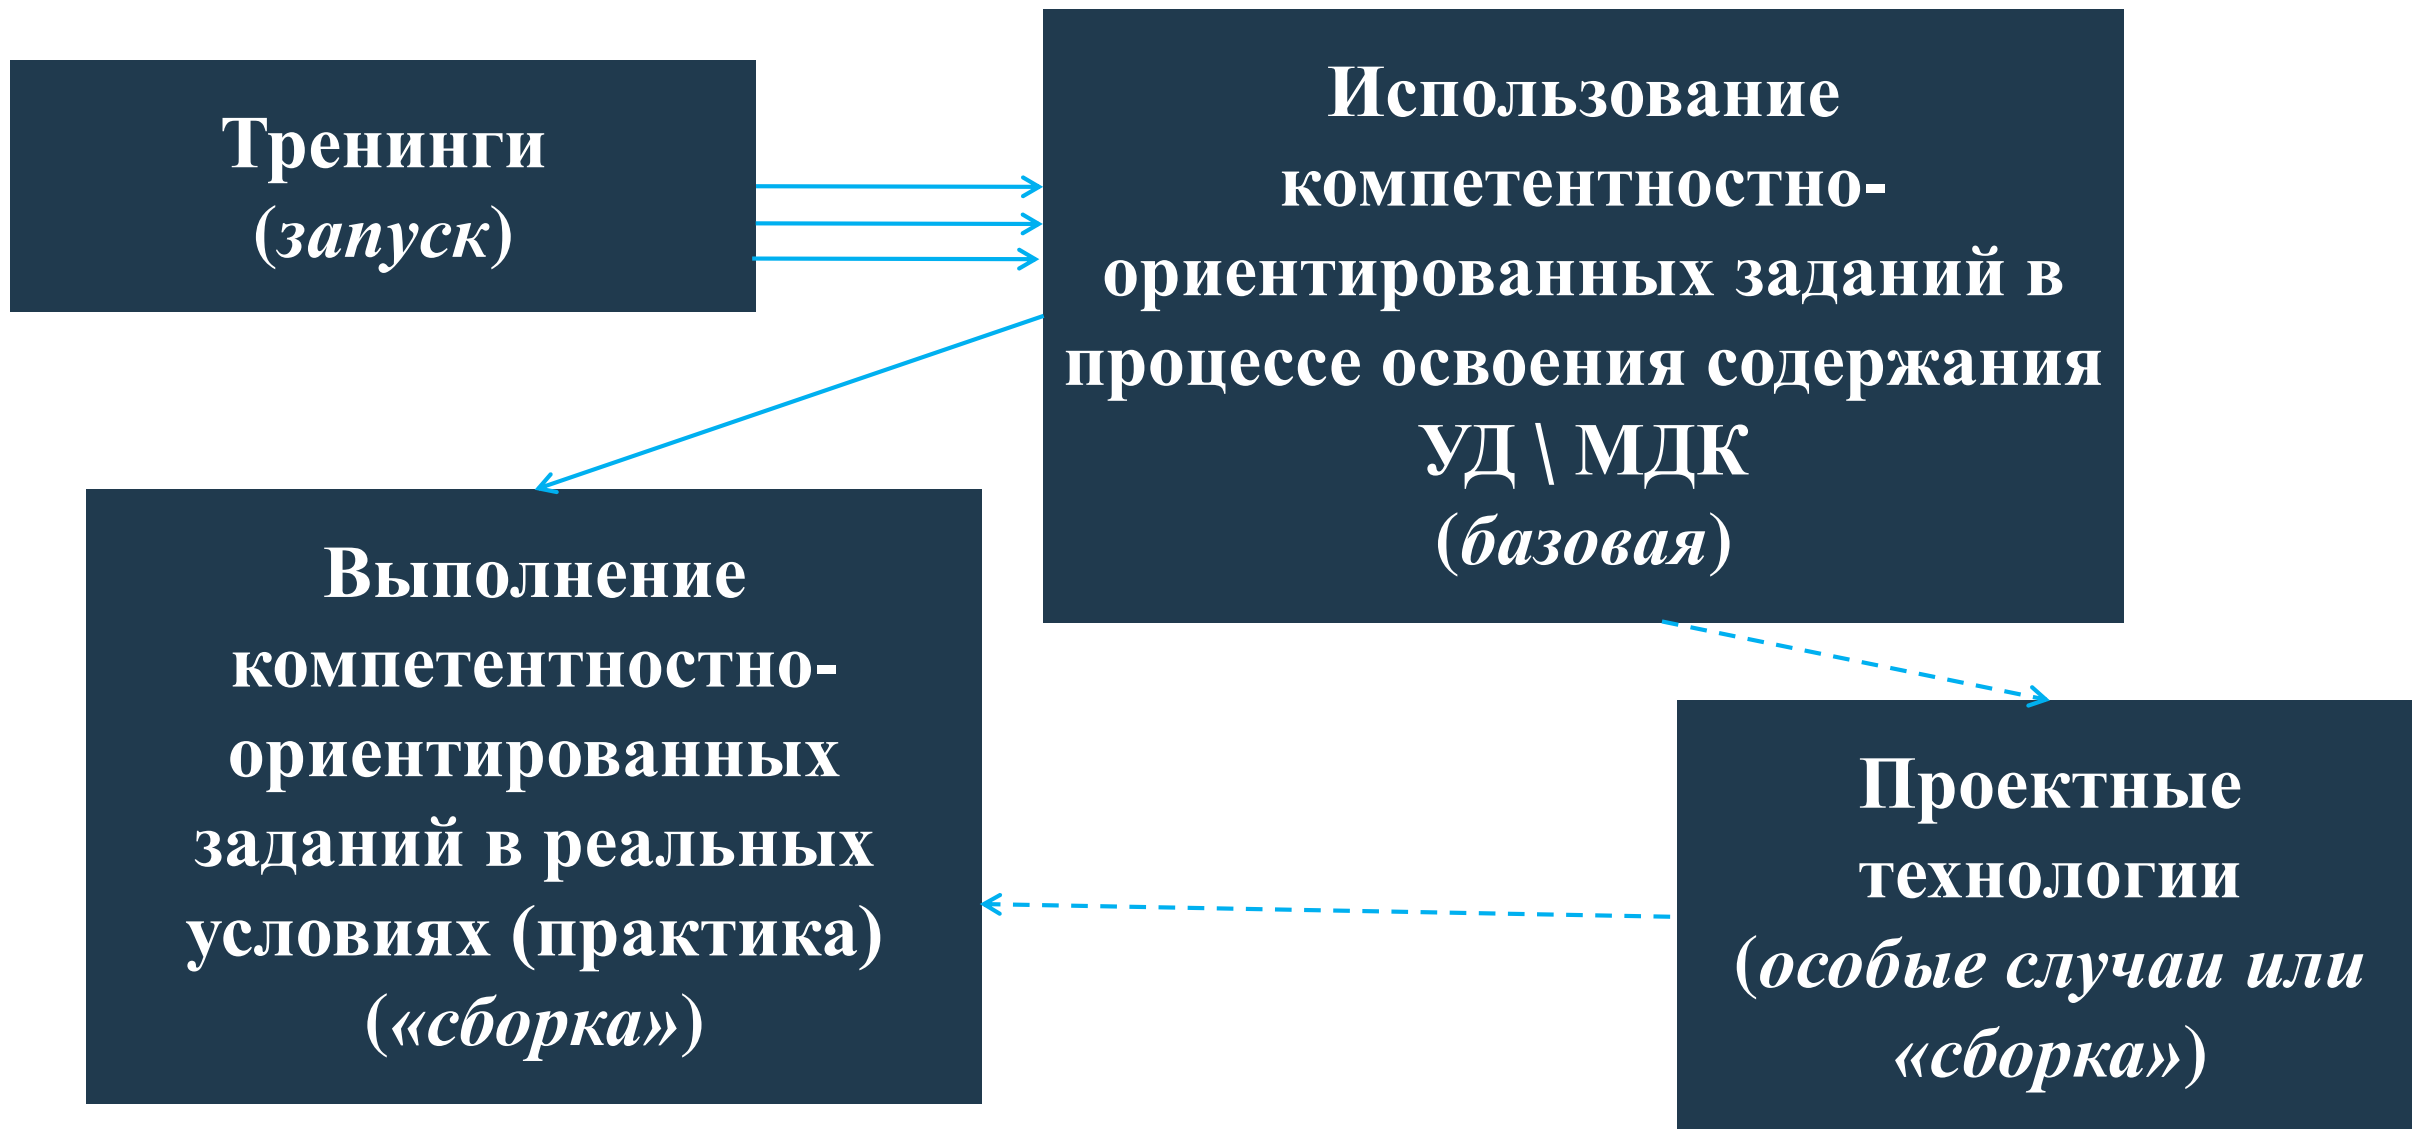 Тренинги
(запуск)
Использование
компетентностно-
ориентированных заданий в
процессе освоения содержания
УД \ МДК
(базовая)
Выполнение
компетентностно-
ориентированных
заданий в реальных
условиях (практика)
(«сборка»)
Проектные
технологии
(особые случаи или
«сборка»)